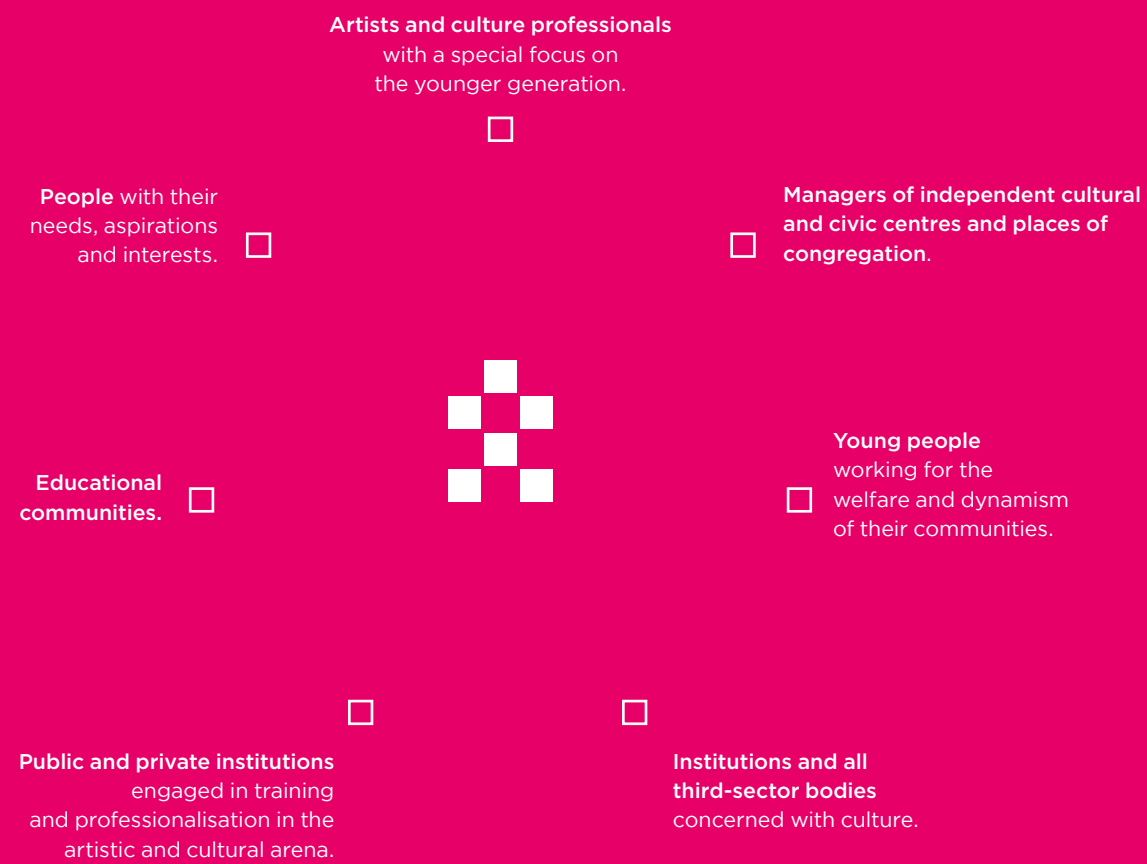 Artists and culture professionals
with a special focus on
the younger generation.
People with their
needs, aspirations
and interests.
Managers of independent cultural
and civic centres and places of
congregation.
Educational
communities.
Young people
working for the
welfare and dynamism
of their communities.
Public and private institutions
engaged in training
and professionalisation in the
artistic and cultural arena.
Institutions and all
third-sector bodies
concerned with culture.